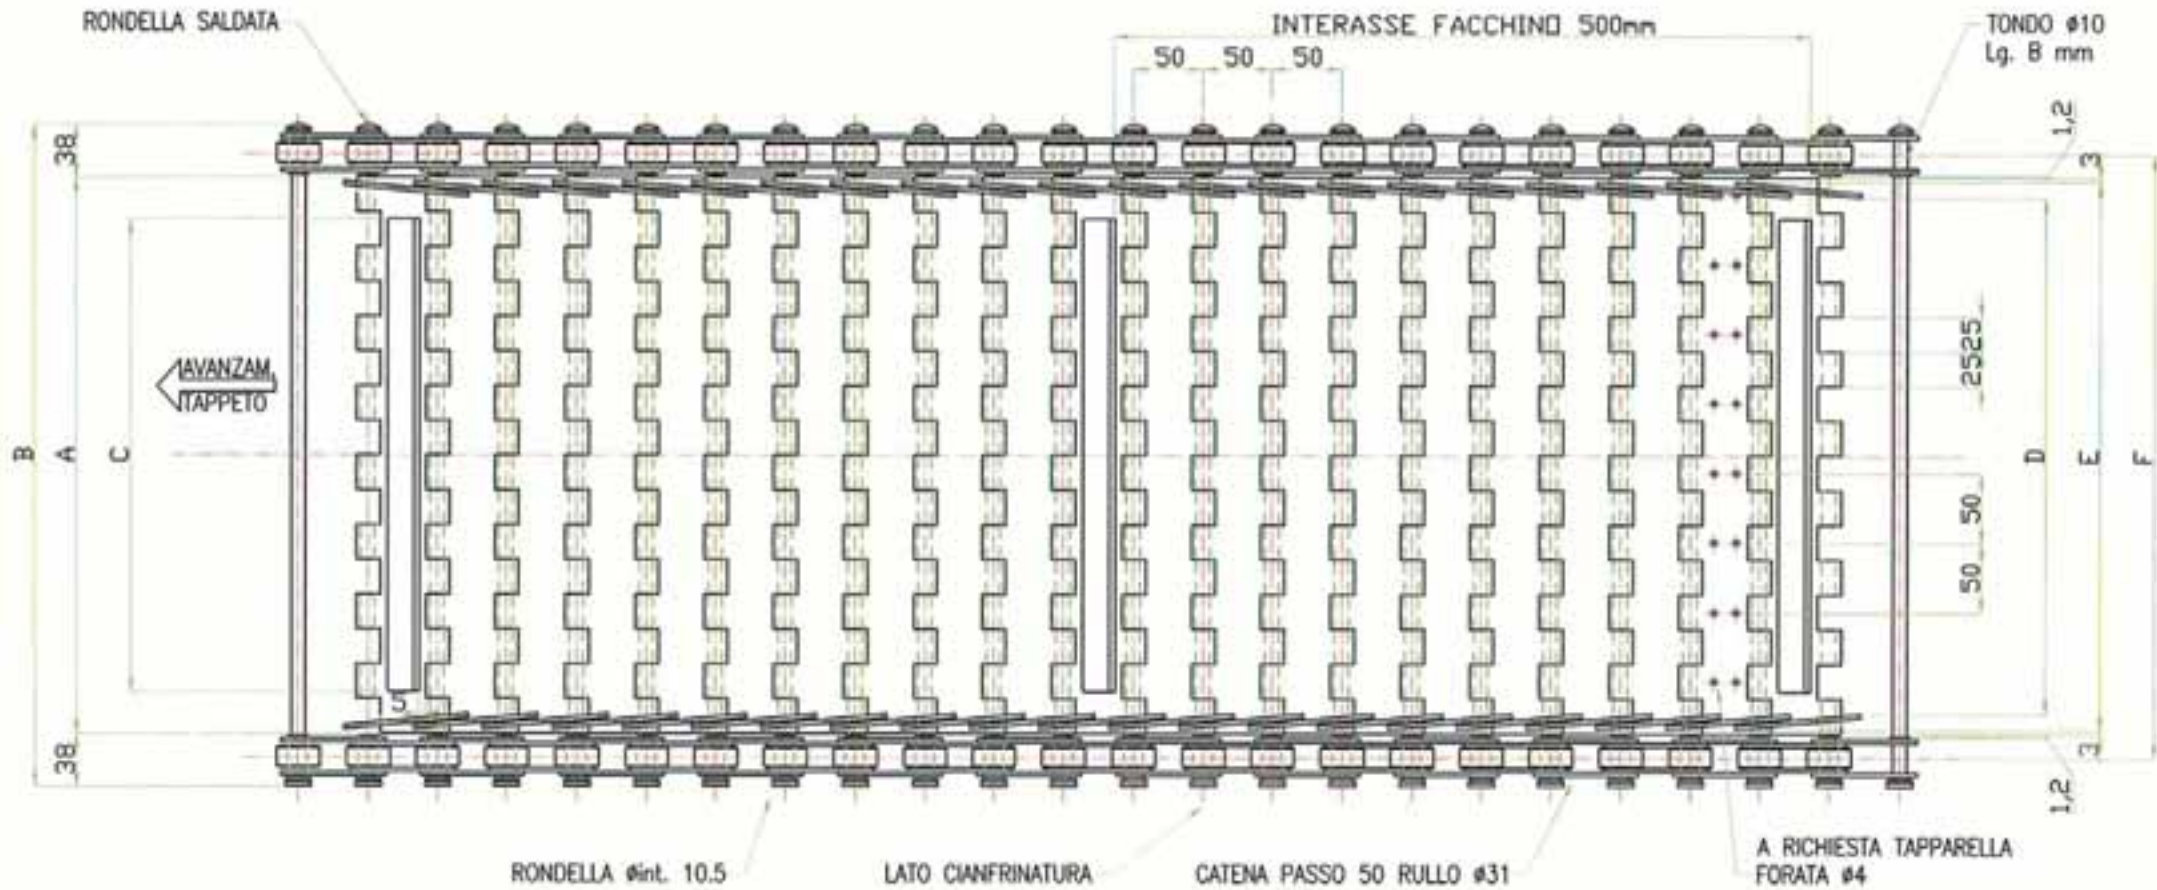 RONDELLA SALDATA
INTERASSE FACCHINO 500mm
TONDO ø10
Lg. B mm
50 50 50
38
1,2
3
AVANZAM.
TAPPETO
B
A
C
2525
D
E
F
50 50
5
38
3
1,2
RONDELLA øint. 10.5
LATO CIANFRINATURA
CATENA PASSO 50 RULLO ø31
A RICHIESTA TAPPARELLA
FORATA ø4